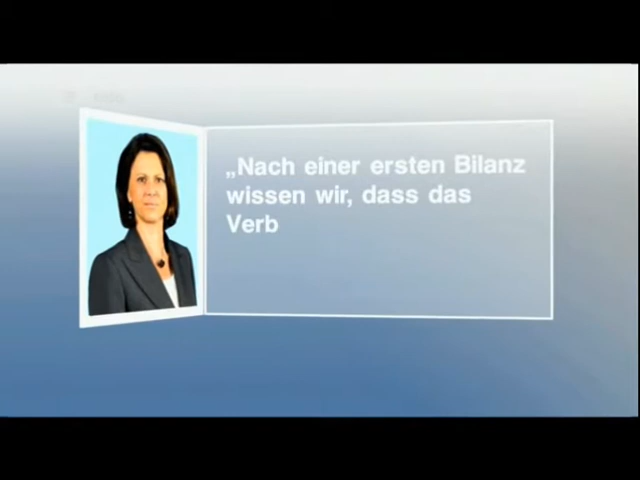 „Nach einer ersten Bilanz
wissen wir, dass das
Verb